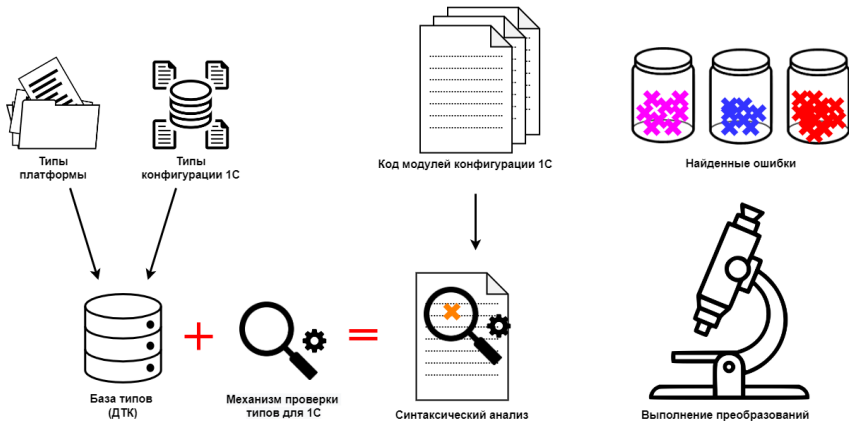 Типы
платформы
Типы
конфигурации 1С
Код модулей конфигурации 1С
Найденные ошибки
База типов
(ДТК)
Механизм проверки
типов для 1С
Синтаксический анализ
Выполнение преобразований